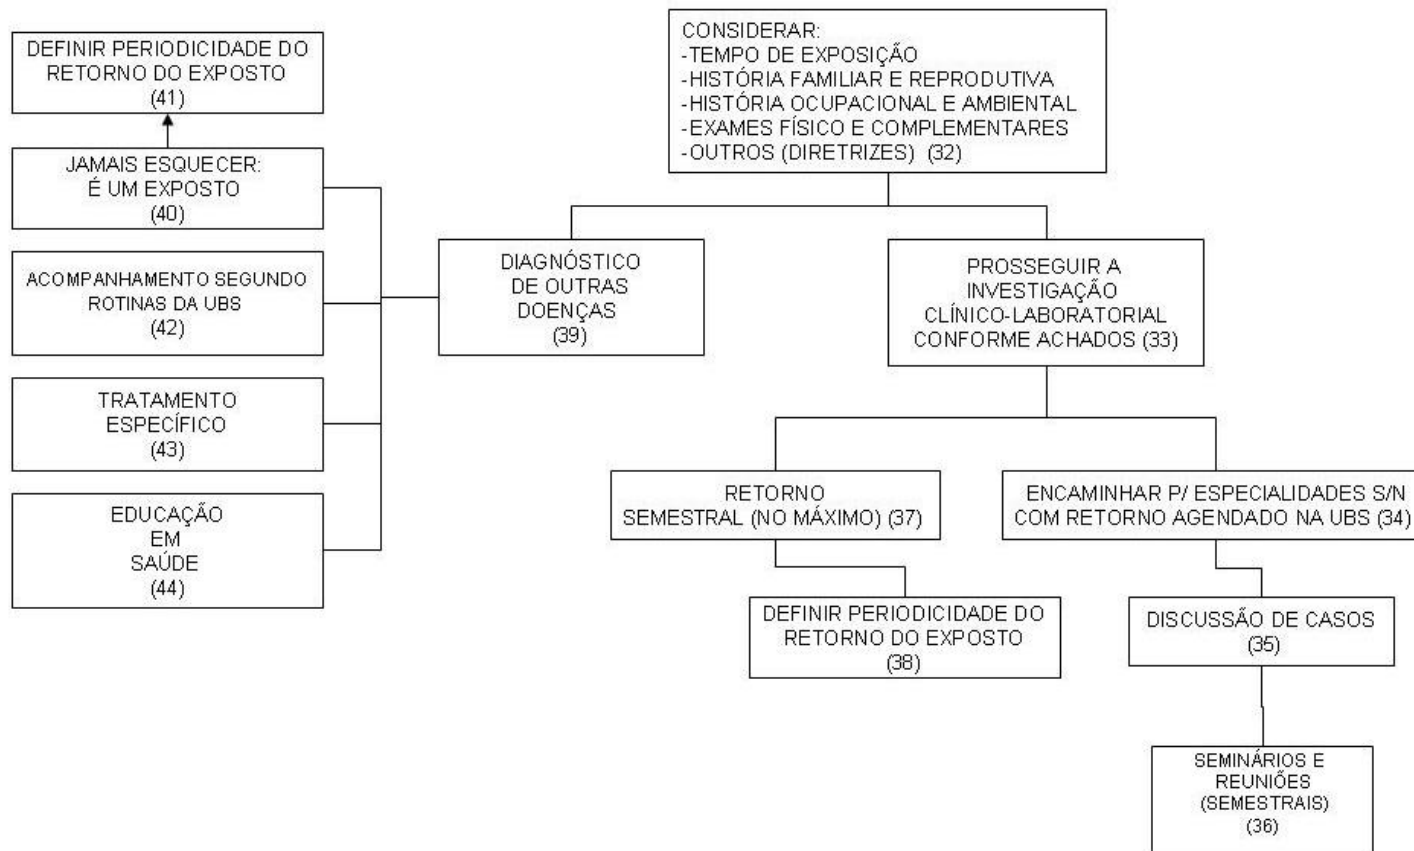 CONSIDERAR:
-TEMPO DE EXPOSIÇÃO
-HISTÓRIA FAMILIAR E REPRODUTIVA
-HISTÓRIA OCUPACIONAL E AMBIENTAL
-EXAMES FÍSICO E COMPLEMENTARES
-OUTROS (DIRETRIZES) (32)
DEFINIR PERIODICIDADE DO
RETORNO DO EXPOSTO
(41)
JAMAIS ESQUECER:
É UM EXPOSTO
(40)
ACOMPANHAMENTO SEGUNDO
ROTINAS DA UBS
(42)
TRATAMENTO
ESPECÍFICO
(43)
EDUCAÇÃO
EM
SAÚDE
(44)
DIAGNÓSTICO
DE OUTRAS
DOENÇAS
(39)
PROSSEGUIR A
INVESTIGAÇÃO
CLÍNICO-LABORATORIAL
CONFORME ACHADOS (33)
RETORNO
SEMESTRAL (NO MÁXIMO) (37)
ENCAMINHAR P/ ESPECIALIDADES S/N
COM RETORNO AGENDADO NA UBS (34)
DEFINIR PERIODICIDADE DO
RETORNO DO EXPOSTO
(38)
DISCUSSÃO DE CASOS
(35)
SEMINÁRIOS E
REUNIÕES
(SEMESTRAIS)
(36)